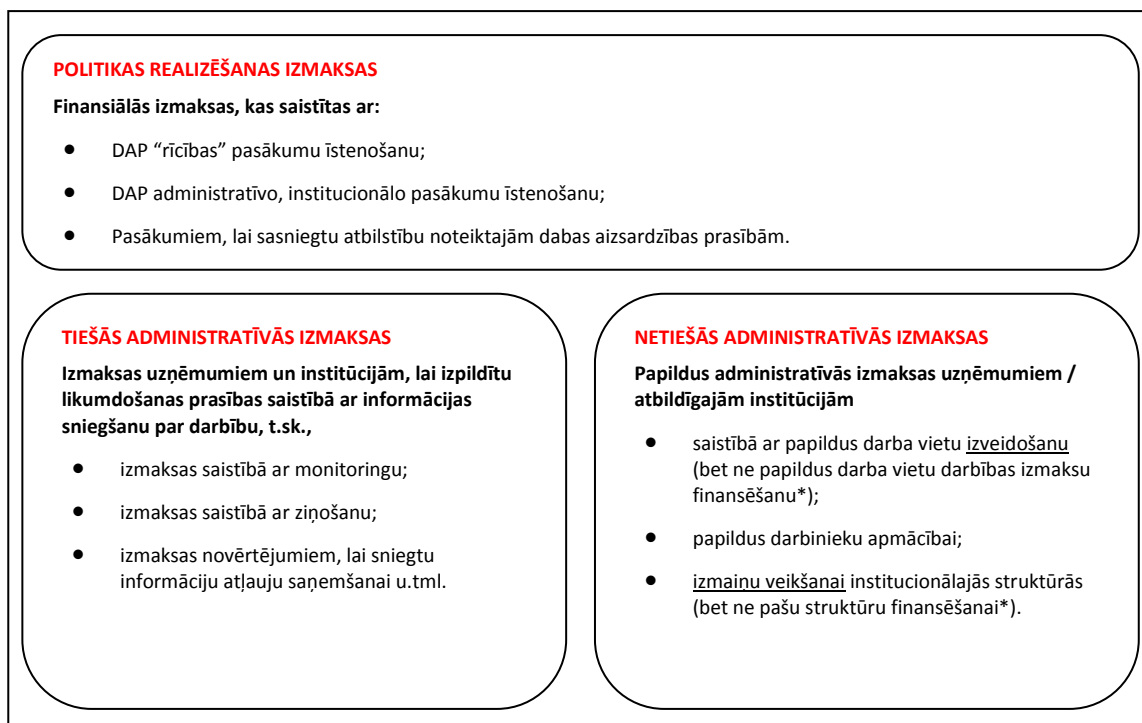 POLITIKAS REALIZĒŠANAS IZMAKSAS
Finansiālās izmaksas, kas saistītas ar:
● DAP “rīcības” pasākumu īstenošanu;
● DAP administratīvo, institucionālo pasākumu īstenošanu;
● Pasākumiem, lai sasniegtu atbilstību noteiktajām dabas aizsardzības prasībām.
TIEŠĀS ADMINISTRATĪVĀS IZMAKSAS
Izmaksas uzņēmumiem un institūcijām, lai izpildītu
likumdošanas prasības saistībā ar informācijas
sniegšanu par darbību, t.sk.,
● izmaksas saistībā ar monitoringu;
● izmaksas saistībā ar ziņošanu;
● izmaksas novērtējumiem, lai sniegtu
informāciju atļauju saņemšanai u.tml.
NETIEŠĀS ADMINISTRATĪVĀS IZMAKSAS
Papildus administratīvās izmaksas uzņēmumiem /
atbildīgajām institūcijām
● saistībā ar papildus darba vietu izveidošanu
(bet ne papildus darba vietu darbības izmaksu
finansēšanu*);
● papildus darbinieku apmācībai;
● izmaiņu veikšanai institucionālajās struktūrās
(bet ne pašu struktūru finansēšanai*).